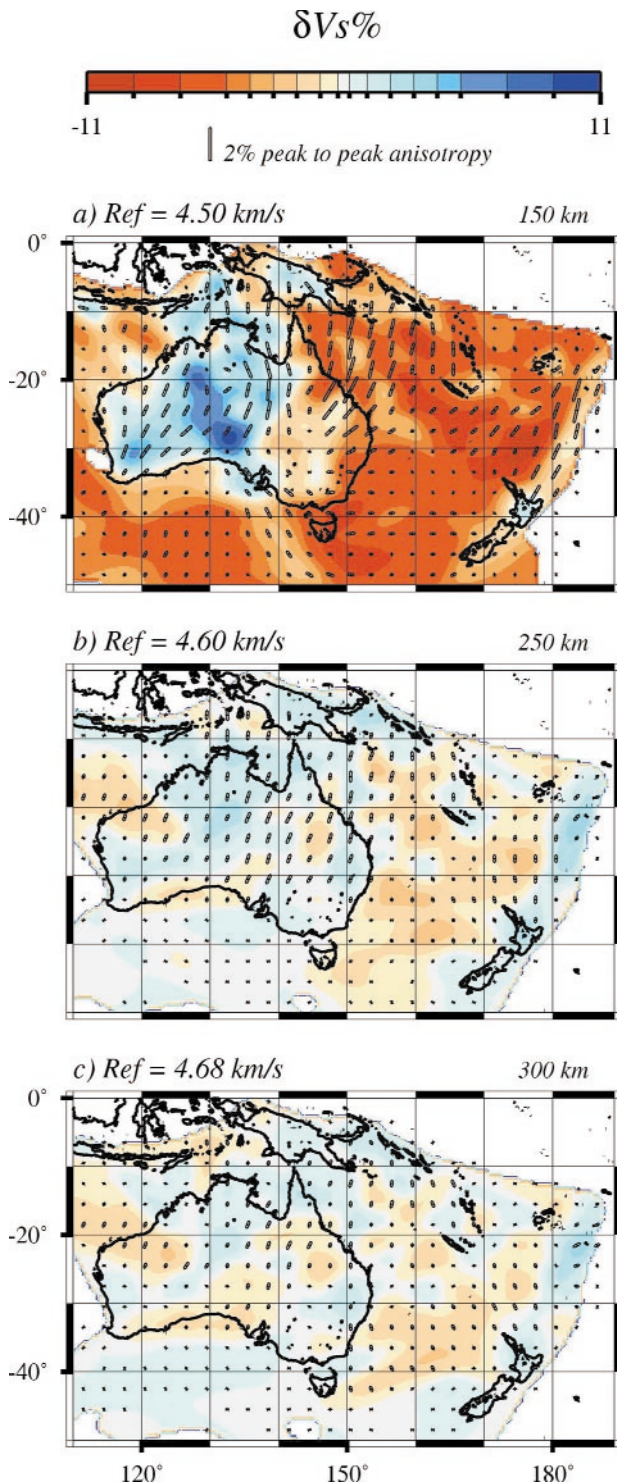 δVs%
-11 11
2% peak to peak anisotropy
a) Ref = 4.50 km/s 150 km
0°
-20°
-40°
b) Ref = 4.60 km/s 250 km
c) Ref = 4.68 km/s 300 km
0°
-20°
-40°
120° 150° 180°